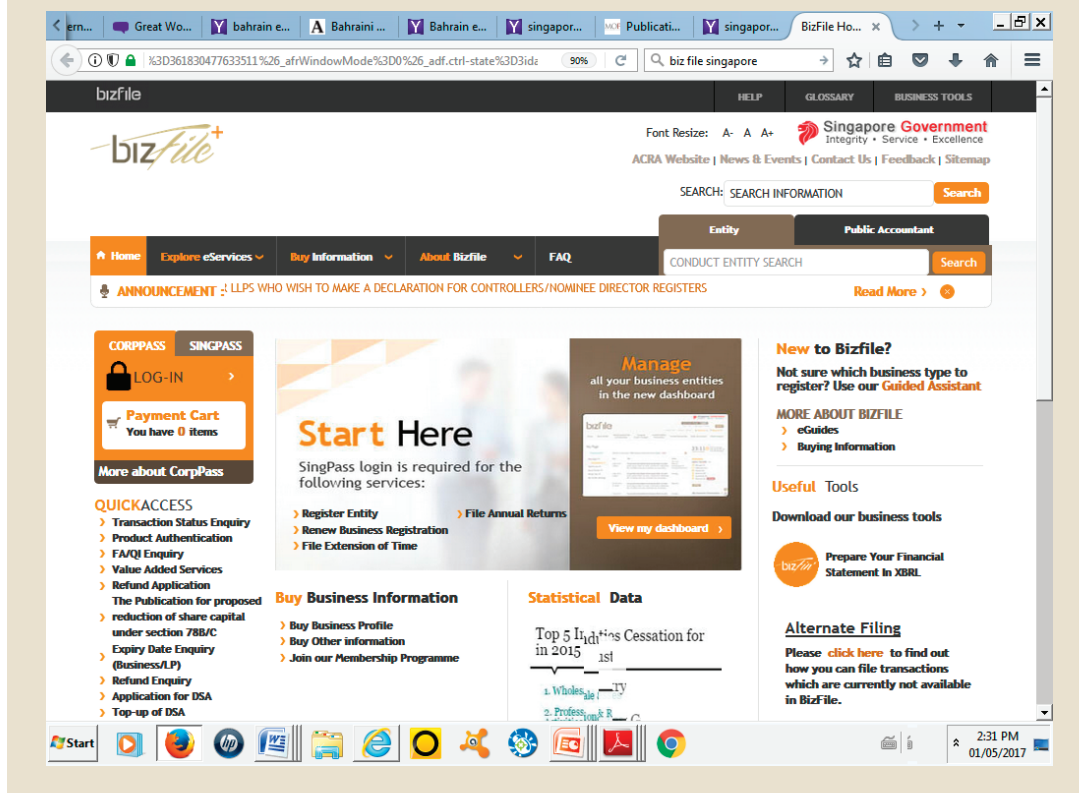 ern... Great Wo... bahrain e... Bahraini ... Bahrain e... singapor... MOF Publicati... singapor... BizFile Ho... ×
%3D361830477633511%26_afrWindowMode%3D0%26_adf.ctrl-state%3Dida 90% biz file singapore
bizfile HELP GLOSSARY BUSINESS TOOLS
bizfile+
Font Resize: A- A A+ Singapore Government
Integrity • Service • Excellence
ACRA Website | News & Events | Contact Us | Feedback | Sitemap
SEARCH: SEARCH INFORMATION Search
Entity Public Accountant
Home Explore eServices Buy Information About Bizfile FAQ
CONDUCT ENTITY SEARCH Search
ANNOUNCEMENT : LLPS WHO WISH TO MAKE A DECLARATION FOR CONTROLLERS/NOMINEE DIRECTOR REGISTERS Read More >
CORPPASS SINGPASS
LOG-IN >
Payment Cart
You have 0 items
More about CorpPass
QUICKACCESS
> Transaction Status Enquiry
> Product Authentication
> FA/QI Enquiry
> Value Added Services
> Refund Application
The Publication for proposed
> reduction of share capital
under section 78B/C
Expiry Date Enquiry
> (Business/LP)
> Refund Enquiry
> Application for DSA
> Top-up of DSA
Start Here
SingPass login is required for the
following services:
> Register Entity > File Annual Returns
> Renew Business Registration
> File Extension of Time
Manage
all your business entities
in the new dashboard
bizfile
View my dashboard >
Buy Business Information
> Buy Business Profile
> Buy Other information
> Join our Membership Programme
Statistical Data
Top 5 Cessation for
in 2015
1.
2.
New to Bizfile?
Not sure which business type to
register? Use our Guided Assistant
MORE ABOUT BIZFILE
> eGuides
> Buying Information
Useful Tools
Download our business tools
bizfin
Prepare Your Financial
Statement In XBRL
Alternate Filing
Please click here to find out
how you can file transactions
which are currently not available
in BizFile.
Start hp 2:31 PM
01/05/2017